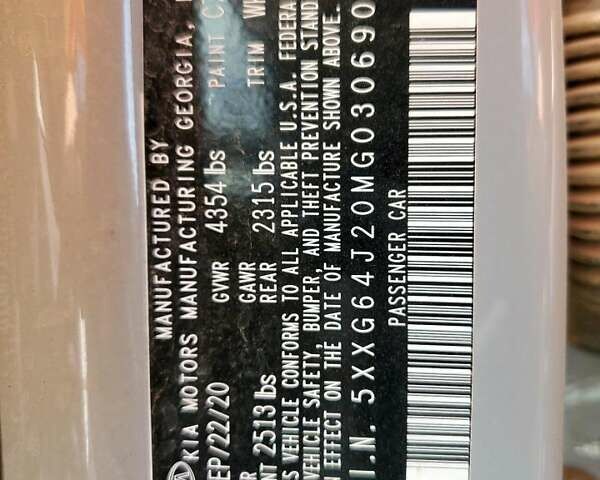 MANUFACTURED BY
KIA MOTORS MANUFACTURING GEORGIA,
EP/22/20 GVWR 4354 lbs PAINT C
NT 2513 lbs REAR 2315 lbs TRIM
S VEHICLE CONFORMS TO ALL APPLICABLE U.S.A. FEDERA
VEHICLE SAFETY, BUMPER, AND THEFT PREVENTION STAND
N EFFECT ON THE DATE OF MANUFACTURE SHOWN ABOVE.
I.N. 5XXG64J20MG030690
PASSENGER CAR